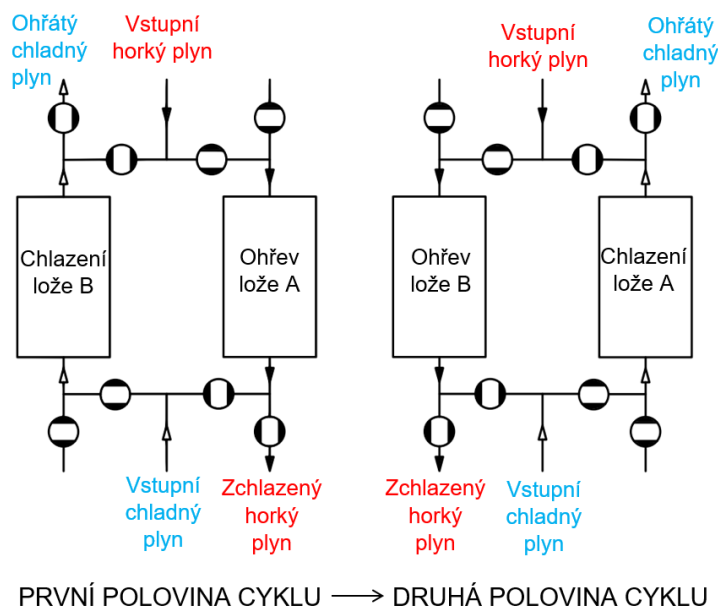 Ohřátý
chladný
plyn
Vstupní
horký plyn
Chlazení
lože B
Ohřev
lože A
Vstupní
chladný
plyn
Zchlazený
horký
plyn
Vstupní
horký plyn
Ohřátý
chladný
plyn
Ohřev
lože B
Chlazení
lože A
Zchlazený
horký
plyn
Vstupní
chladný
plyn
PRVNÍ POLOVINA CYKLU → DRUHÁ POLOVINA CYKLU